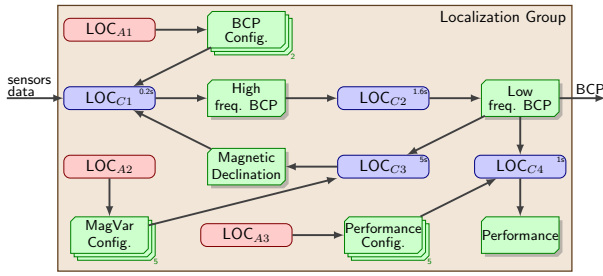 Localization Group
LOC_A1
BCP
Config.
2
sensors
data
LOC_C1
0.2s
High
freq. BCP
LOC_C2
1.6s
Low
freq. BCP
BCP
LOC_A2
Magnetic
Declination
LOC_C3
5s
LOC_C4
1s
MagVar
Config.
5
LOC_A3
Performance
Config.
5
Performance